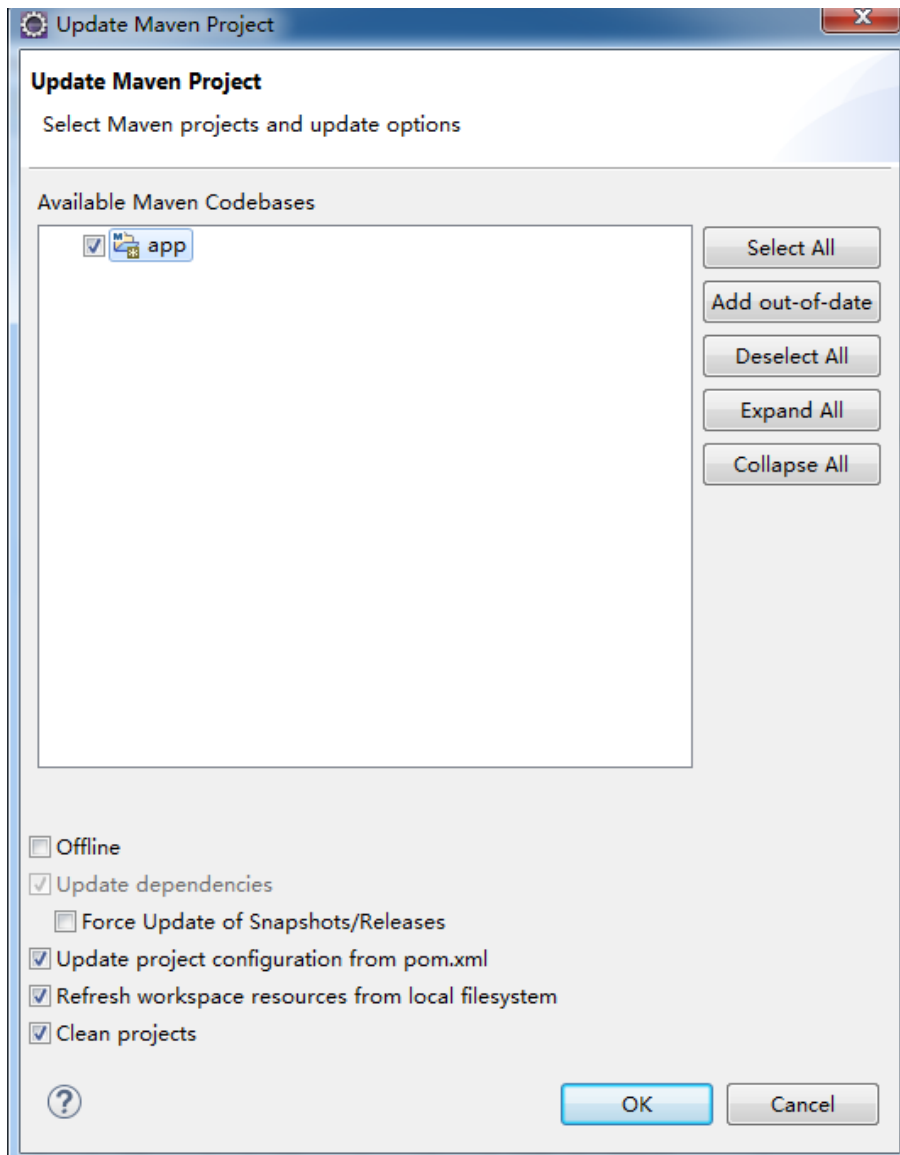 Update Maven Project
Update Maven Project
Select Maven projects and update options
Available Maven Codebases
app
Select All
Add out-of-date
Deselect All
Expand All
Collapse All
Offline
Update dependencies
Force Update of Snapshots/Releases
Update project configuration from pom.xml
Refresh workspace resources from local filesystem
Clean projects
OK
Cancel